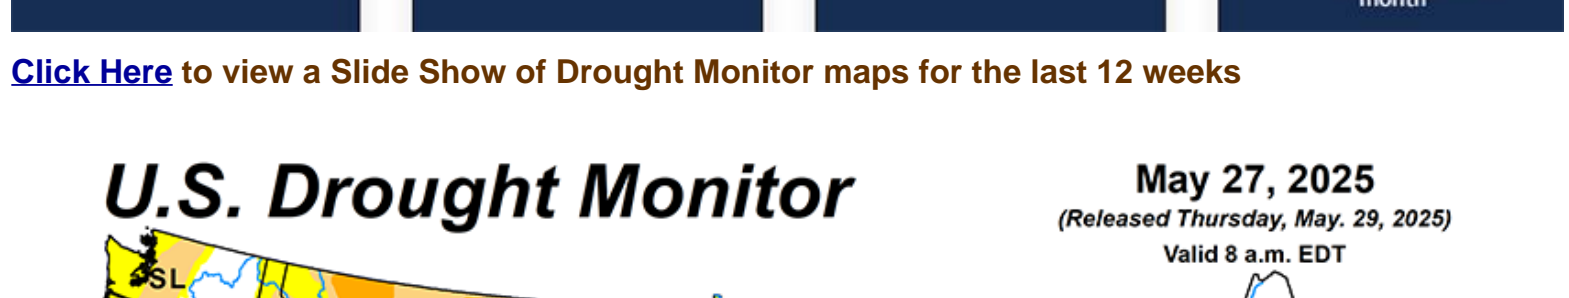 month
Click Here to view a Slide Show of Drought Monitor maps for the last 12 weeks
U.S. Drought Monitor
May 27, 2025
(Released Thursday, May. 29, 2025)
Valid 8 a.m. EDT
SL